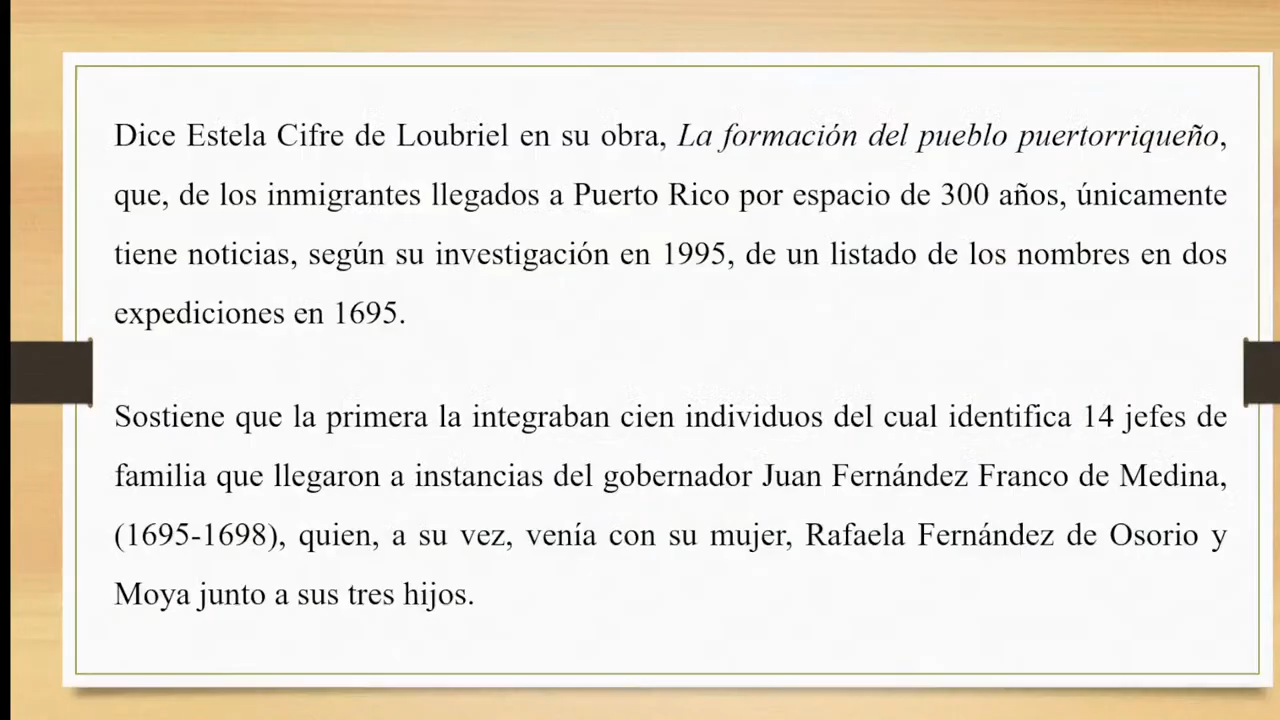 Dice Estela Cifre de Loubriel en su obra, La formación del pueblo puertorriqueño,
que, de los inmigrantes llegados a Puerto Rico por espacio de 300 años, únicamente
tiene noticias, según su investigación en 1995, de un listado de los nombres en dos
expediciones en 1695.
Sostiene que la primera la integraban cien individuos del cual identifica 14 jefes de
familia que llegaron a instancias del gobernador Juan Fernández Franco de Medina,
(1695-1698), quien, a su vez, venía con su mujer, Rafaela Fernández de Osorio y
Moya junto a sus tres hijos.